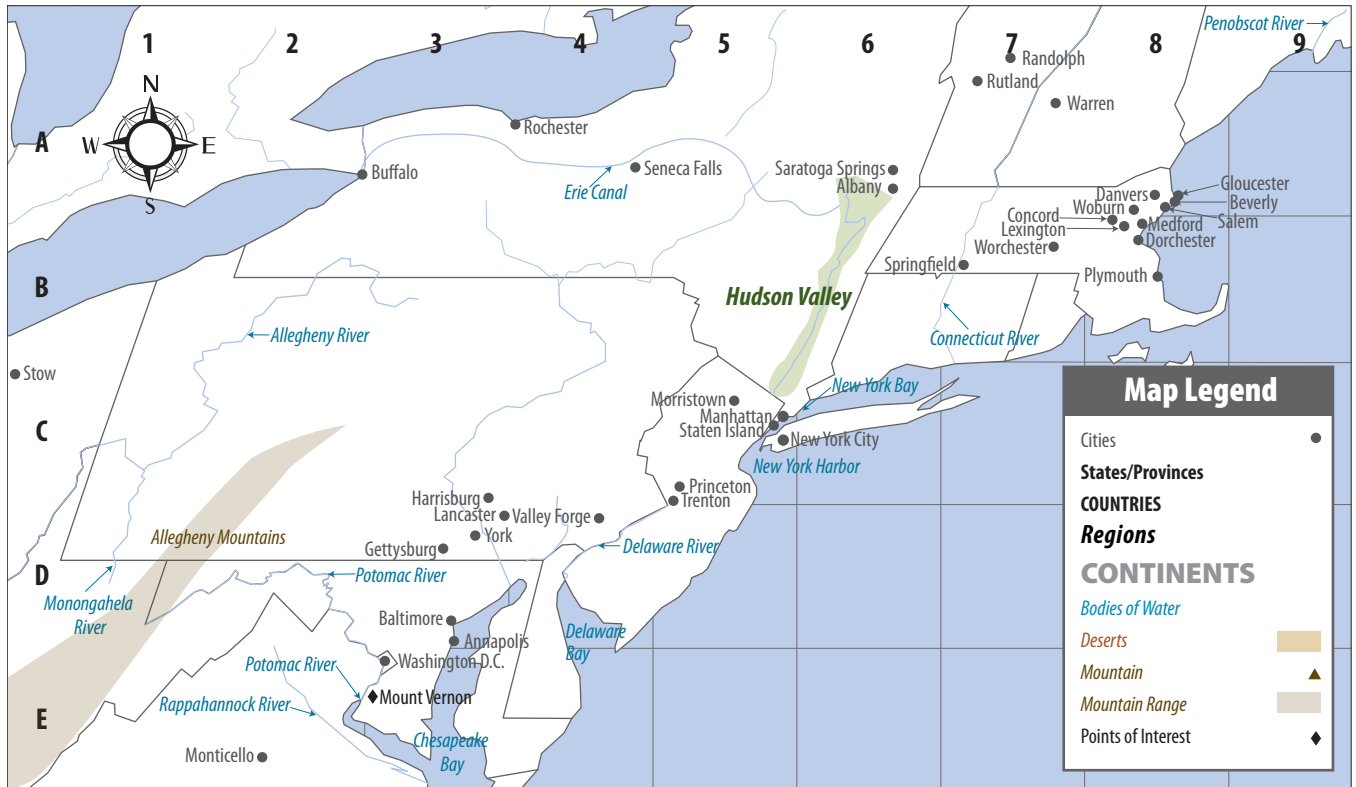 Penobscot River
1 2 3 4 5 6 7 8 9
N
W E
S
A
Randolph
Rutland
Warren
Rochester
Buffalo
Erie Canal
Seneca Falls
Saratoga Springs
Albany
Danvers
Gloucester
Woburn
Beverly
Concord
Salem
Lexington
Medford
Worchester
Dorchester
Springfield
Plymouth
B
Hudson Valley
Allegheny River
Connecticut River
Stow
C
Morristown
New York Bay
Manhattan
Staten Island
New York City
New York Harbor
Princeton
Trenton
Harrisburg
Lancaster
Valley Forge
York
Gettysburg
Allegheny Mountains
Delaware River
D
Potomac River
Monongahela
River
Baltimore
Annapolis
Delaware
Bay
Washington D.C.
Potomac River
Mount Vernon
Rappahannock River
E
Chesapeake
Bay
Monticello
Map Legend
Cities
States/Provinces
COUNTRIES
Regions
CONTINENTS
Bodies of Water
Deserts
Mountain
Mountain Range
Points of Interest